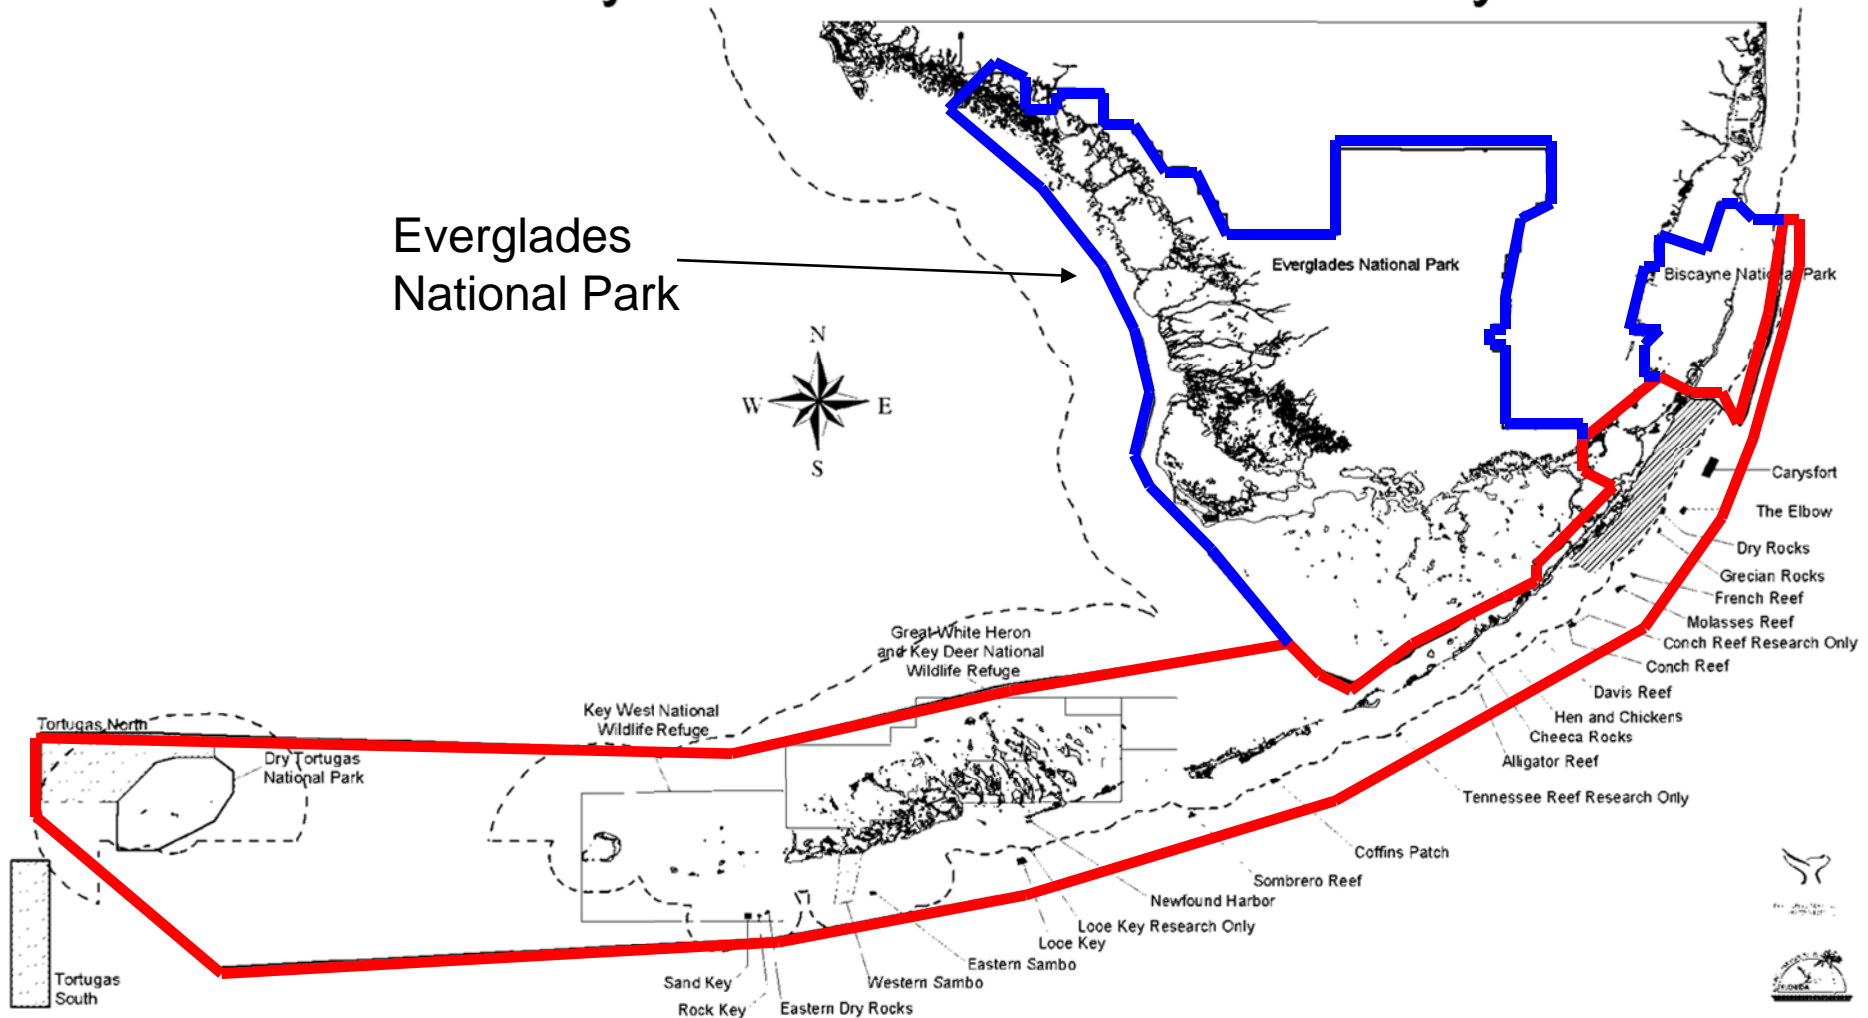 Everglades
National Park
Everglades National Park
Biscayne National Park
N
W
E
S
Carysfort
The Elbow
Dry Rocks
Grecian Rocks
French Reef
Molasses Reef
Conch Reef Research Only
Conch Reef
Davis Reef
Hen and Chickens
Cheeca Rocks
Alligator Reef
Tennessee Reef Research Only
Coffins Patch
Sombrero Reef
Newfound Harbor
Looe Key Research Only
Looe Key
Eastern Sambo
Western Sambo
Eastern Dry Rocks
Rock Key
Sand Key
Great White Heron
and Key Deer National
Wildlife Refuge
Key West National
Wildlife Refuge
Tortugas North
Dry Tortugas
National Park
Tortugas
South